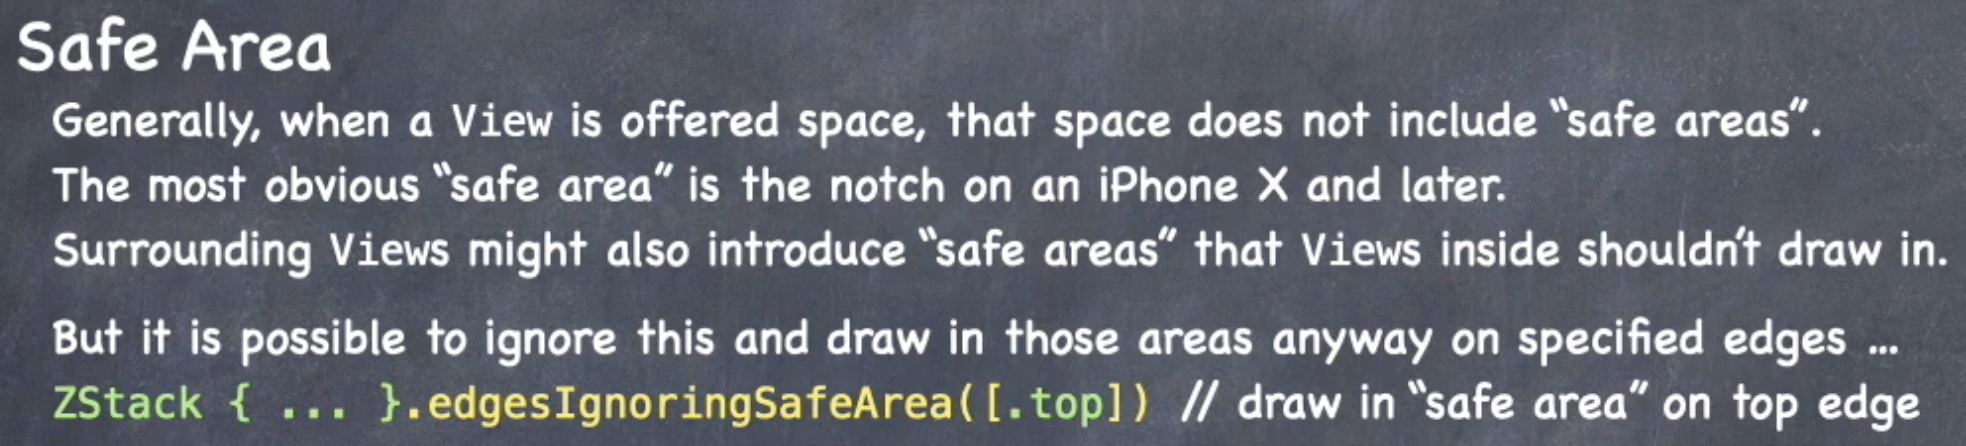 Safe Area
Generally, when a View is offered space, that space does not include “safe areas”.
The most obvious “safe area” is the notch on an iPhone X and later.
Surrounding Views might also introduce “safe areas” that Views inside shouldn’t draw in.
But it is possible to ignore this and draw in those areas anyway on specified edges …
ZStack { ... }.edgesIgnoringSafeArea([.top]) // draw in “safe area” on top edge